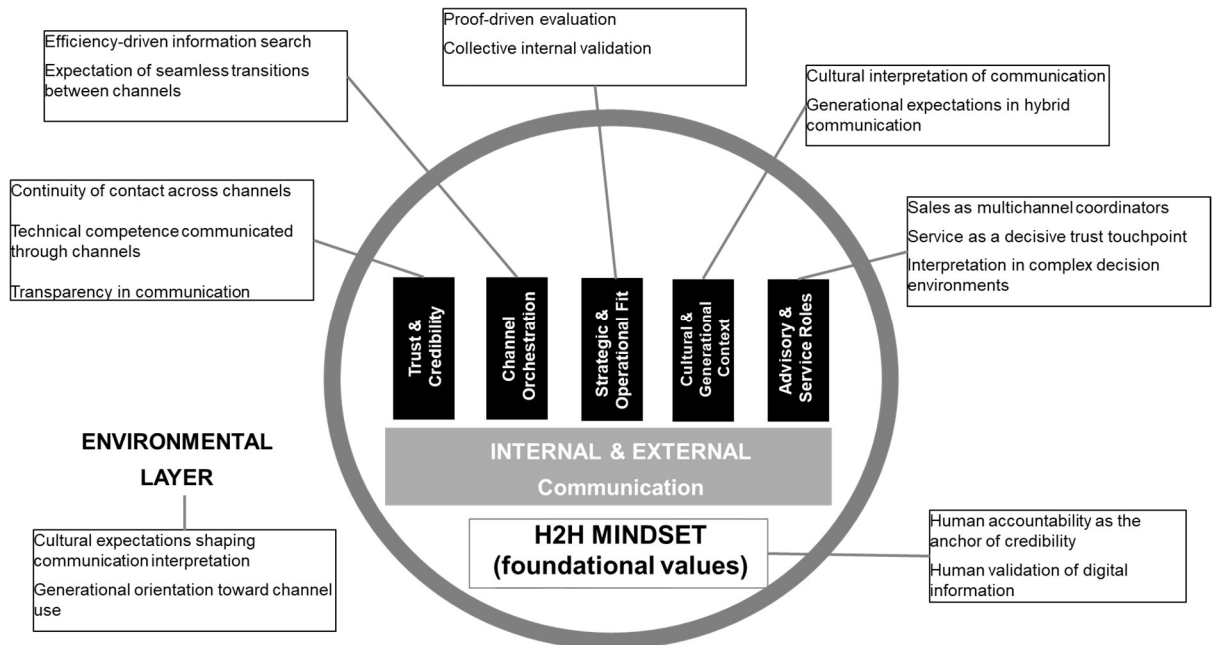 Proof-driven evaluation
Collective internal validation
Efficiency-driven information search
Expectation of seamless transitions
between channels
Cultural interpretation of communication
Generational expectations in hybrid
communication
Continuity of contact across channels
Technical competence communicated
through channels
Transparency in communication
Sales as multichannel coordinators
Service as a decisive trust touchpoint
Interpretation in complex decision
environments
Trust &
Credibility
Channel
Orchestration
Strategic &
Operational Fit
Cultural &
Generational
Context
Advisory &
Service Roles
INTERNAL & EXTERNAL
Communication
ENVIRONMENTAL
LAYER
Cultural expectations shaping
communication interpretation
Generational orientation toward channel
use
H2H MINDSET
(foundational values)
Human accountability as the
anchor of credibility
Human validation of digital
information